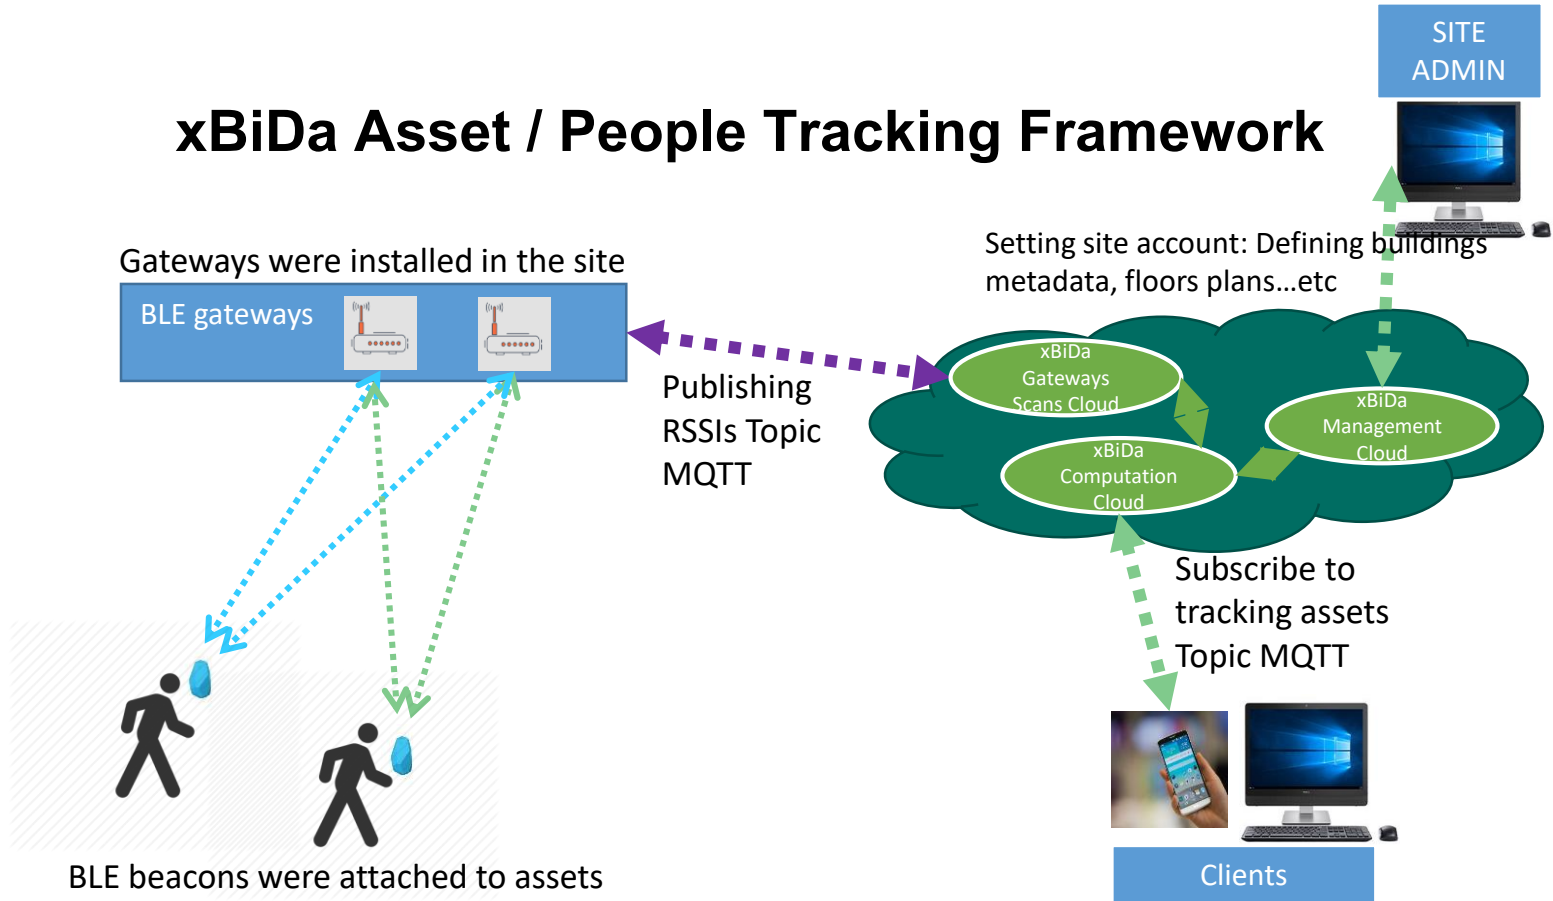 SITE
ADMIN
xBiDa Asset / People Tracking Framework
Setting site account: Defining buildings
metadata, floors plans...etc
Gateways were installed in the site
BLE gateways
Publishing
RSSIs Topic
MQTT
xBiDa
Gateways
Scans Cloud
xBiDa
Management
Cloud
xBiDa
Computation
Cloud
Subscribe to
tracking assets
Topic MQTT
BLE beacons were attached to assets
Clients